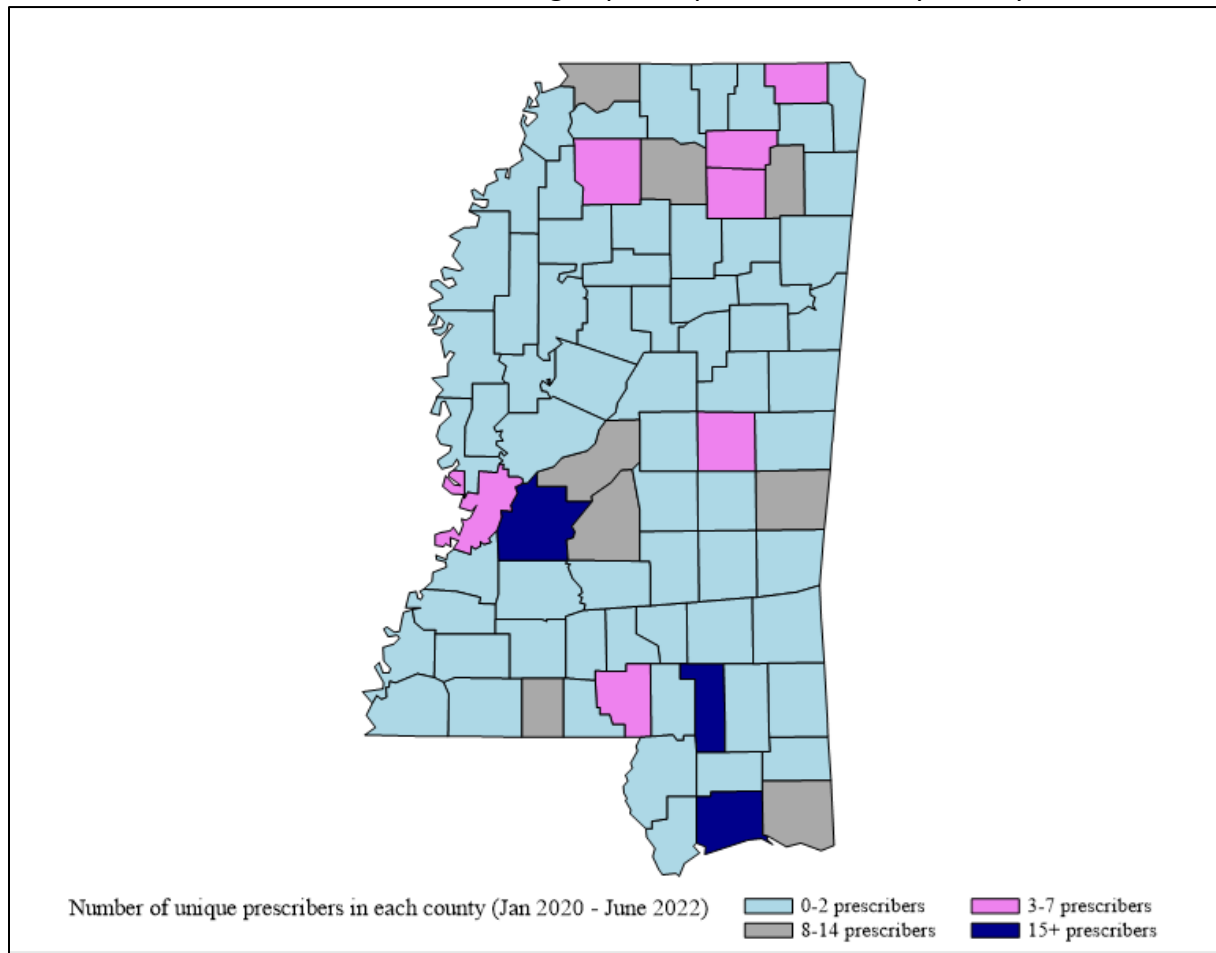 Number of unique prescribers in each county (Jan 2020 - June 2022)
0-2 prescribers
3-7 prescribers
8-14 prescribers
15+ prescribers